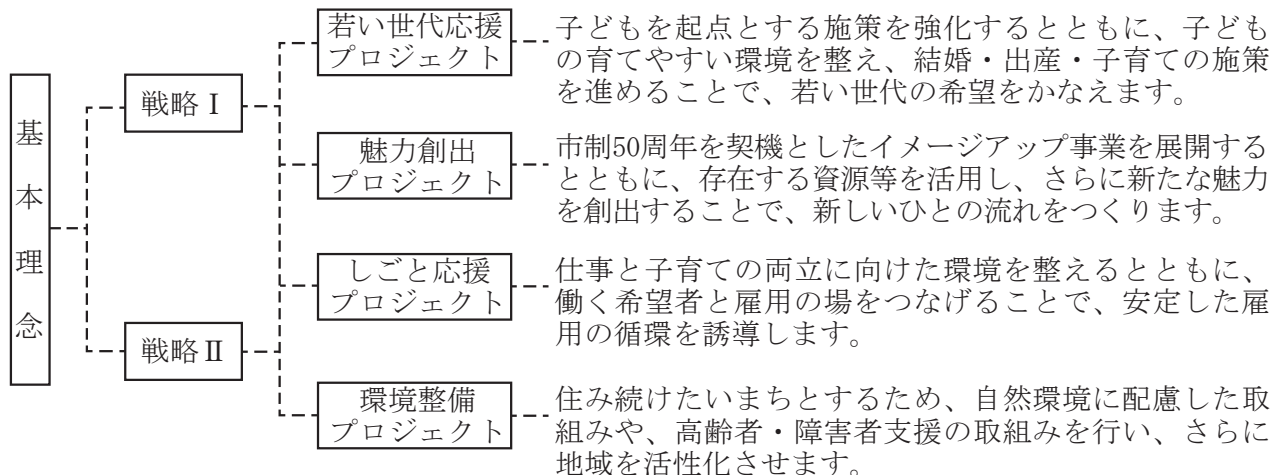 基本理念
戦略Ⅰ
戦略Ⅱ
若い世代応援
プロジェクト
子どもを起点とする施策を強化するとともに、子ども
の育てやすい環境を整え、結婚・出産・子育ての施策
を進めることで、若い世代の希望をかなえます。
魅力創出
プロジェクト
市制50周年を契機としたイメージアップ事業を展開する
とともに、存在する資源等を活用し、さらに新たな魅力
を創出することで、新しいひとの流れをつくります。
しごと応援
プロジェクト
仕事と子育ての両立に向けた環境を整えるとともに、
働く希望者と雇用の場をつなげることで、安定した雇
用の循環を誘導します。
環境整備
プロジェクト
住み続けたいまちとするため、自然環境に配慮した取
組みや、高齢者・障害者支援の取組みを行い、さらに
地域を活性化させます。